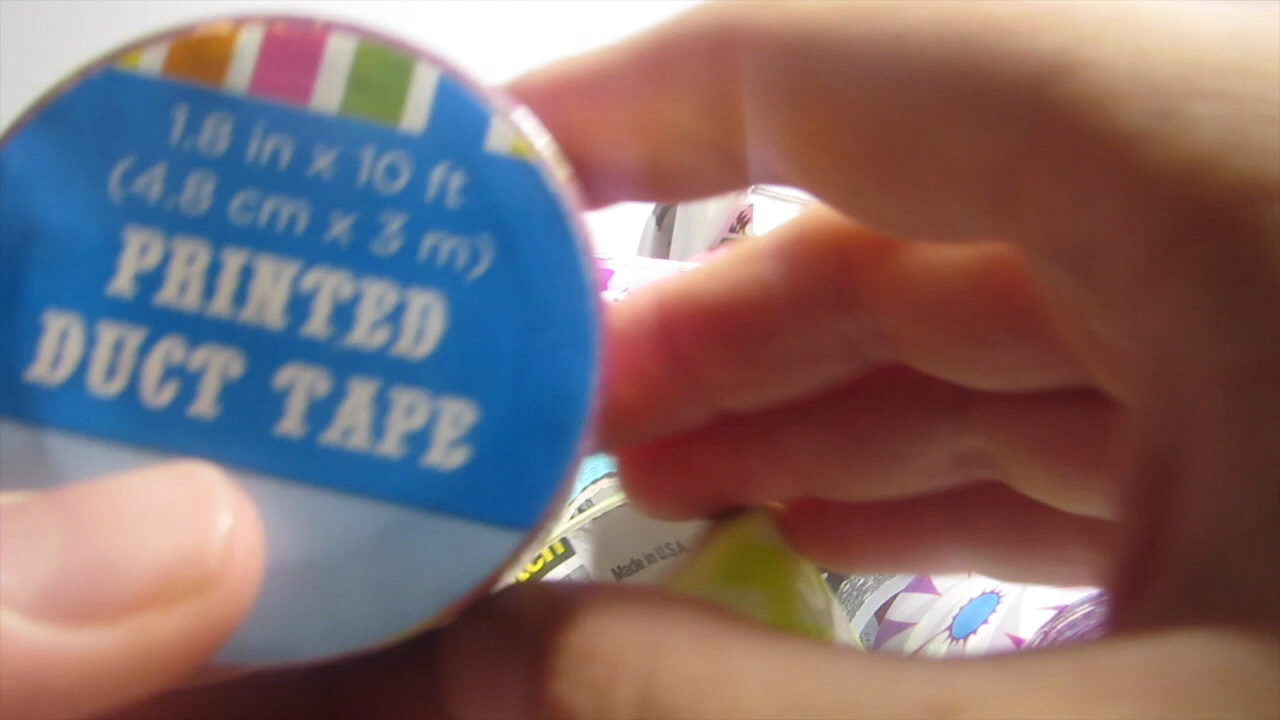 1.8 in x 10 ft
(4.8 cm x 3 m)
PRINTED
DUCT TAPE
Made in U.S.A.